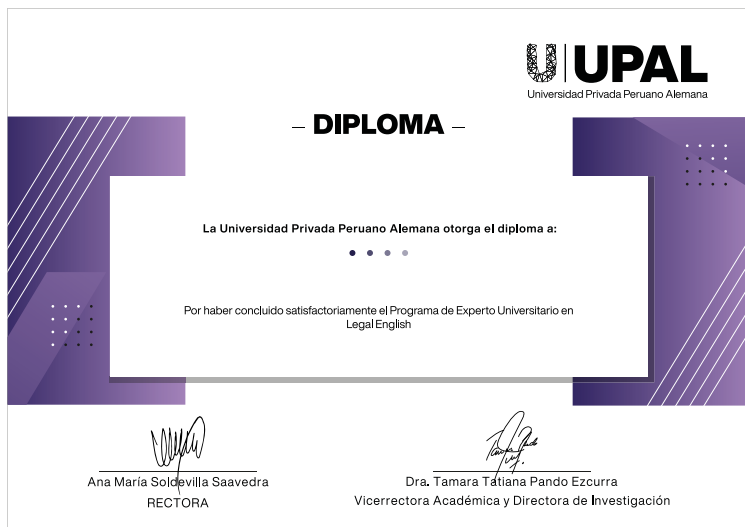 UPAL
Universidad Privada Peruano Alemana
– DIPLOMA –
La Universidad Privada Peruano Alemana otorga el diploma a:
Por haber concluido satisfactoriamente el Programa de Experto Universitario en
Legal English
Ana María Soldevilla Saavedra
RECTORA
Dra. Tamara Tatiana Pando Ezcurra
Vicerrectora Académica y Directora de Investigación